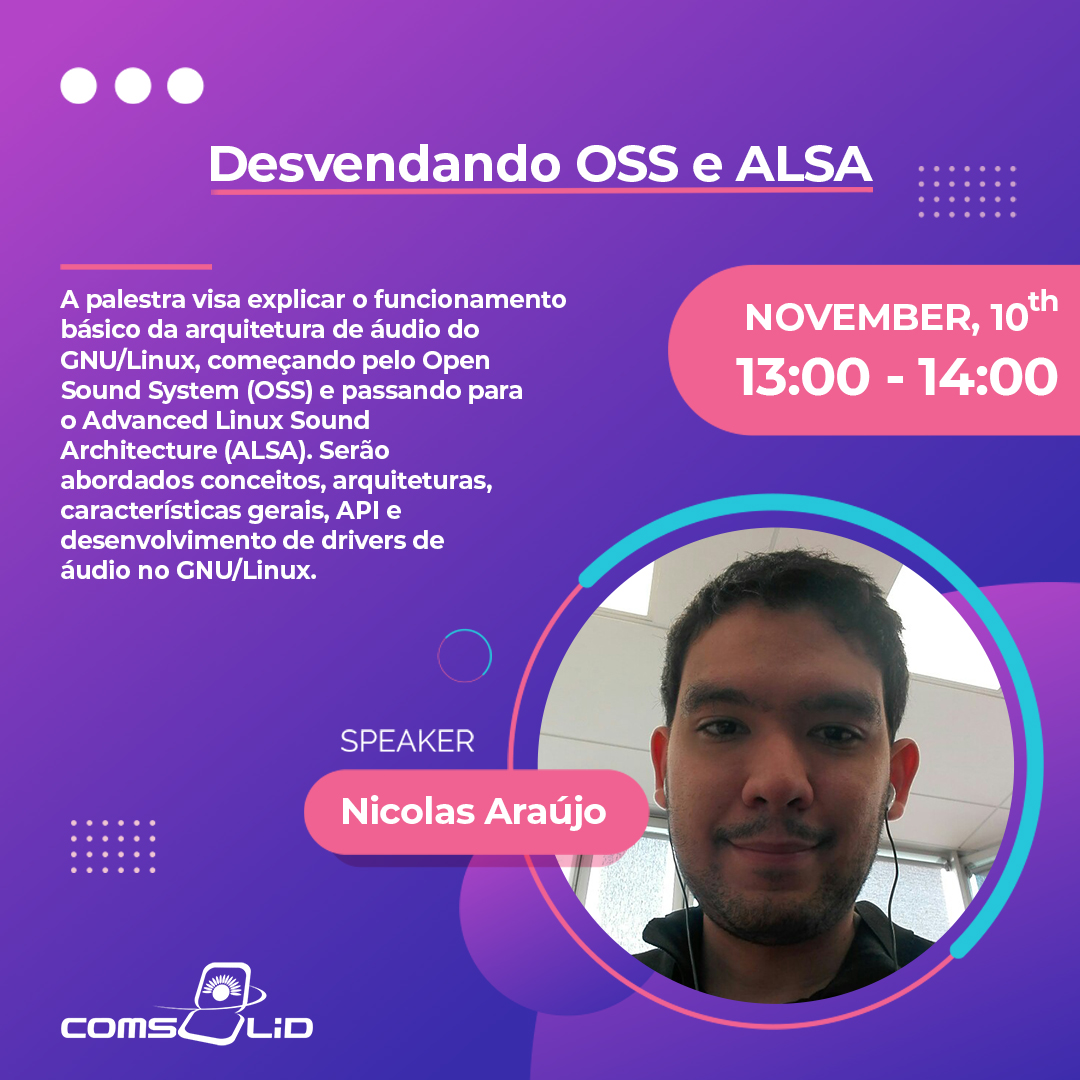 Desvendando OSS e ALSA
A palestra visa explicar o funcionamento
básico da arquitetura de áudio do
GNU/Linux, começando pelo Open
Sound System (OSS) e passando para
o Advanced Linux Sound
Architecture (ALSA). Serão
abordados conceitos, arquiteturas,
características gerais, API e
desenvolvimento de drivers de
áudio no GNU/Linux.
NOVEMBER, 10th
13:00 - 14:00
SPEAKER
Nicolas Araújo
COMSOLiD